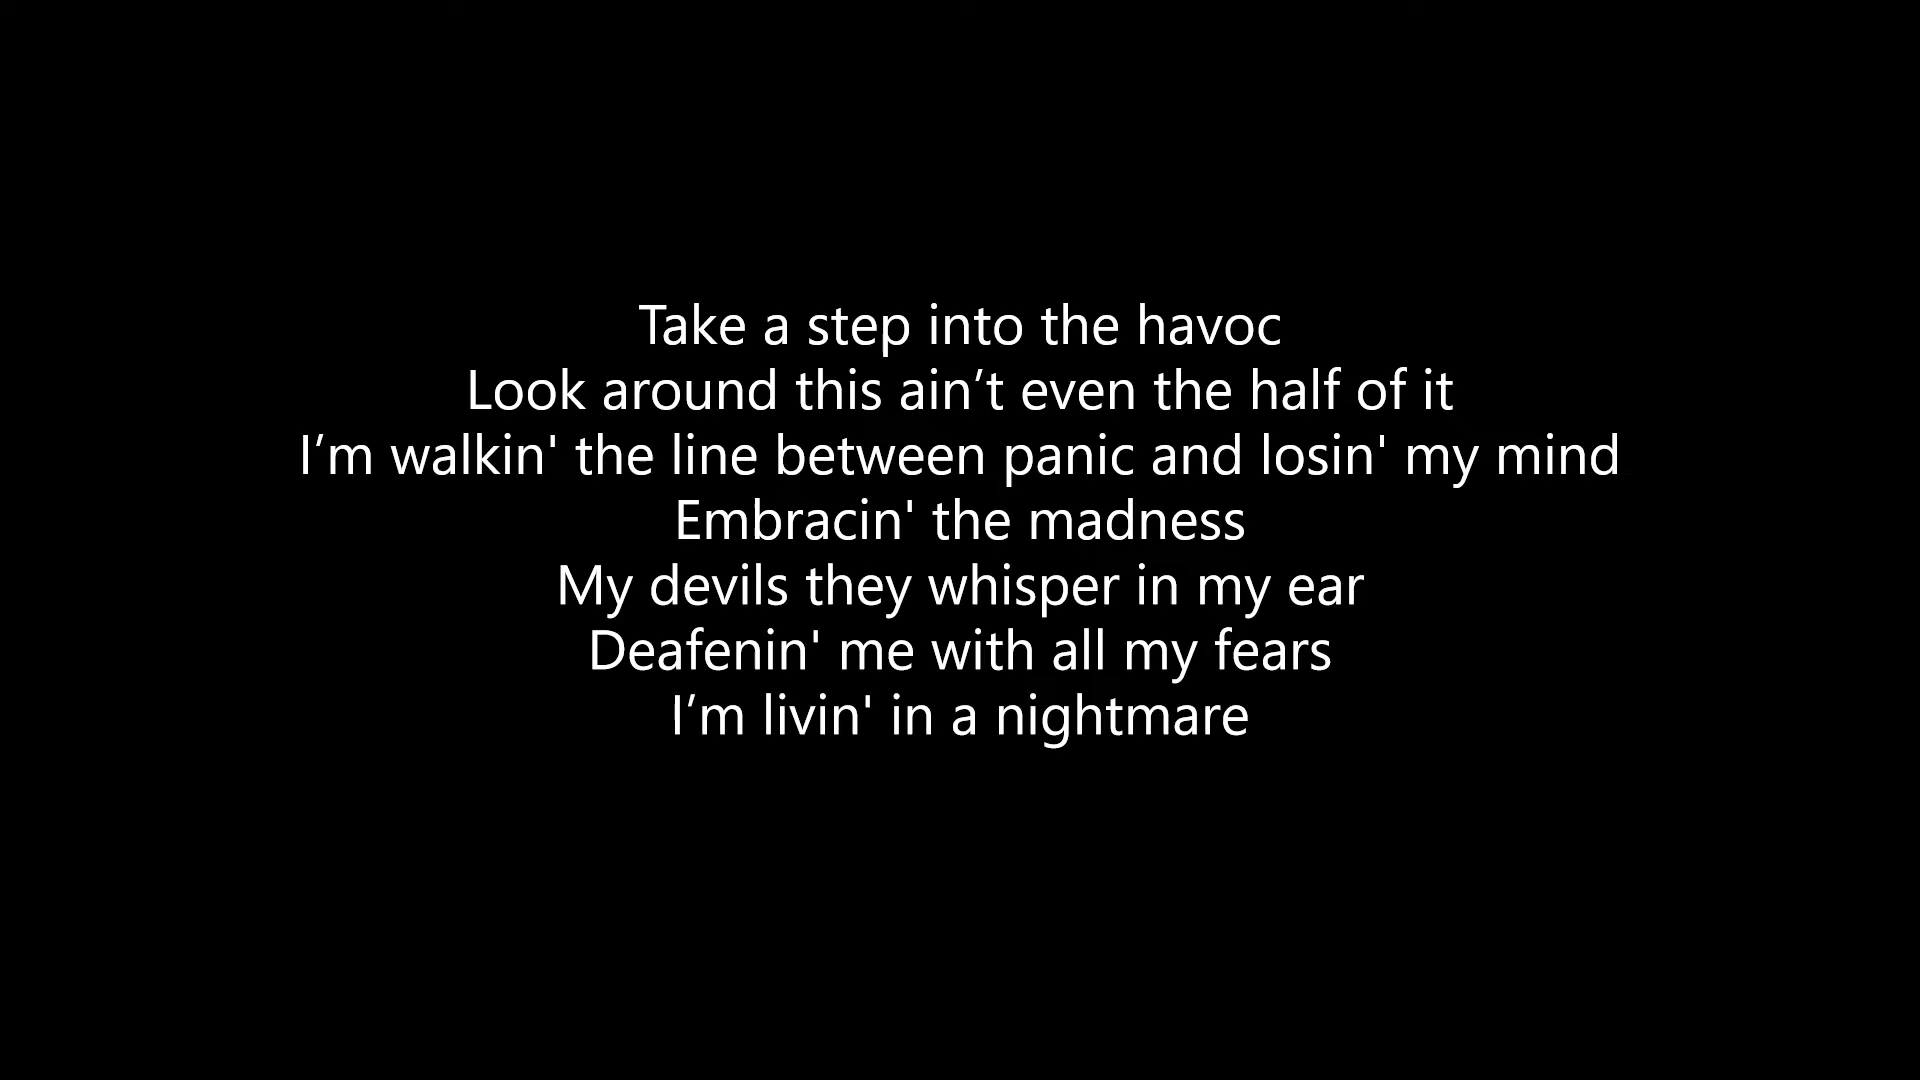 Take a step into the havoc
Look around this ain’t even the half of it
I’m walkin' the line between panic and losin' my mind
Embracin' the madness
My devils they whisper in my ear
Deafenin' me with all my fears
I’m livin' in a nightmare